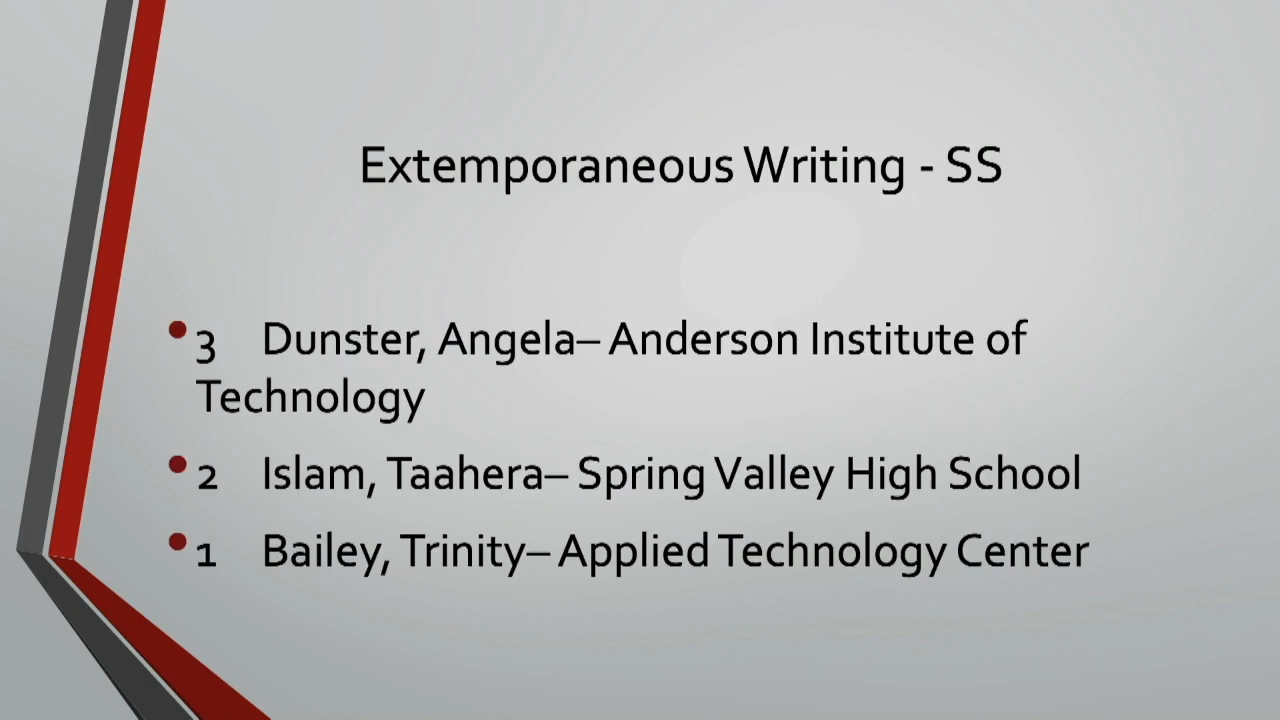 Extemporaneous Writing - SS
• 3 Dunster, Angela– Anderson Institute of
Technology
• 2 Islam, Taahera– Spring Valley High School
• 1 Bailey, Trinity– Applied Technology Center